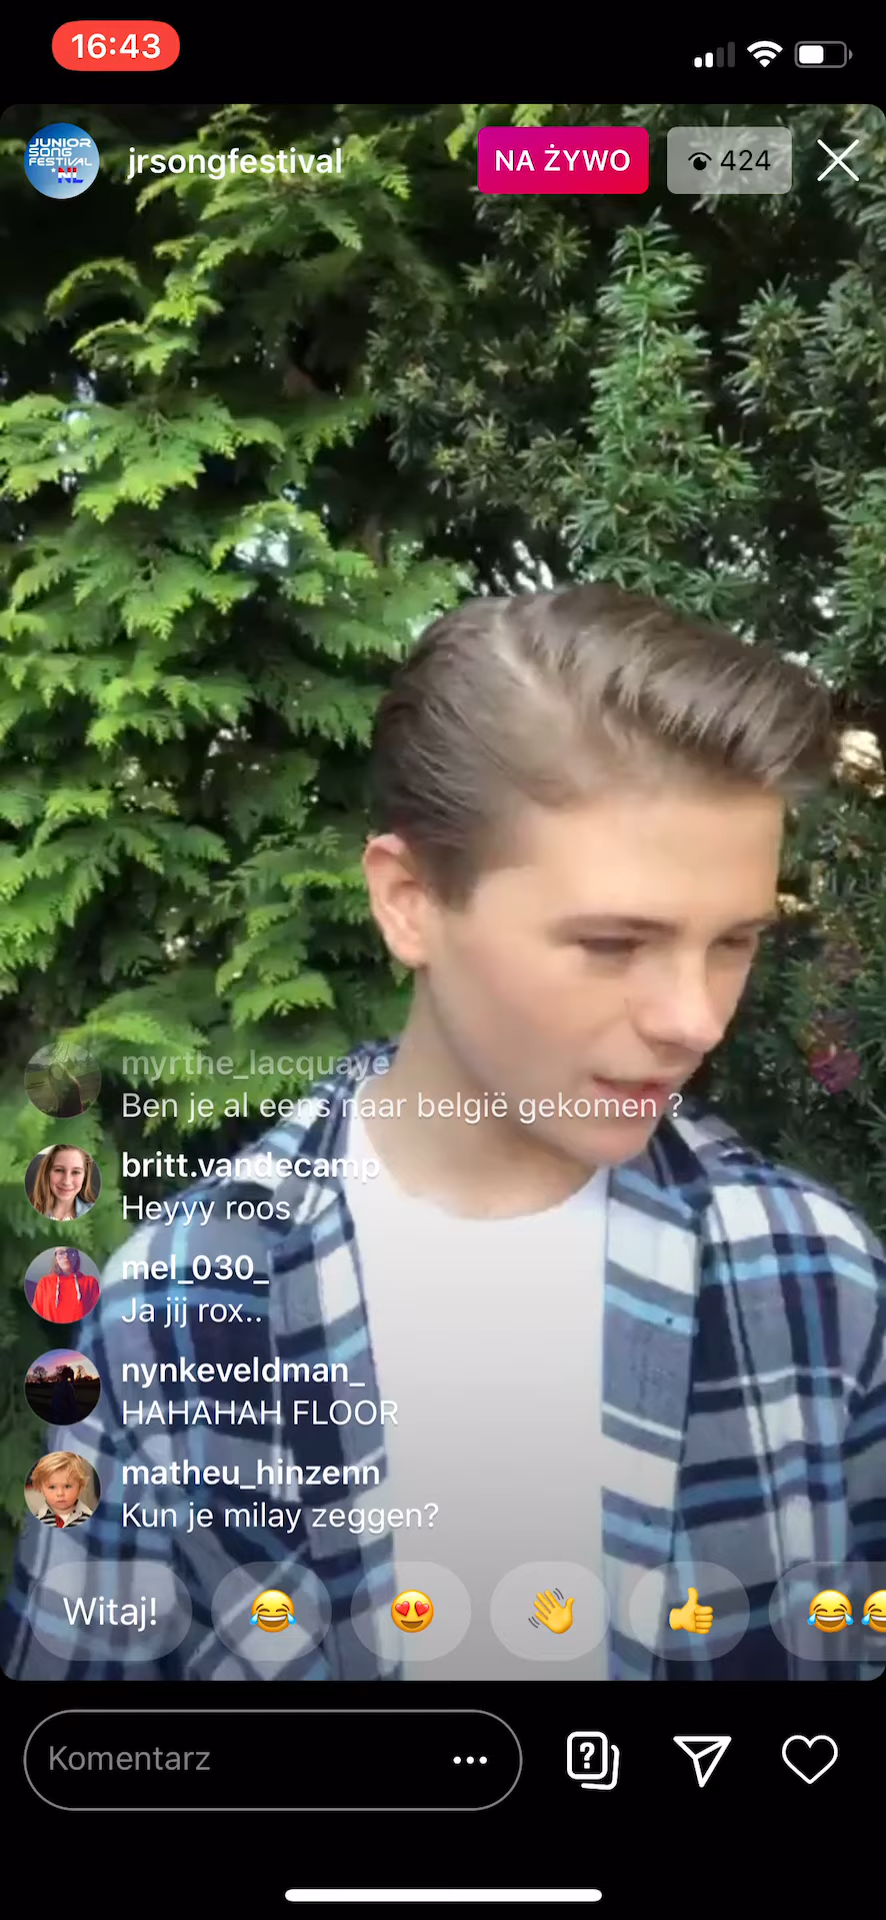 16:43
JUNIOR
SONG
FESTIVAL
NL
jrsongfestival
NA ŻYWO
424
myrthe_lacquaye
Ben je al eens naar belgië gekomen ?
britt.vandecamp
Heyyy roos
mel_030_
Ja jij rox..
nynkeveldman_
HAHAHAH FLOOR
matheu_hinzenn
Kun je milay zeggen?
Witaj! 😂 😍 👋 👍 😂😂
Komentarz